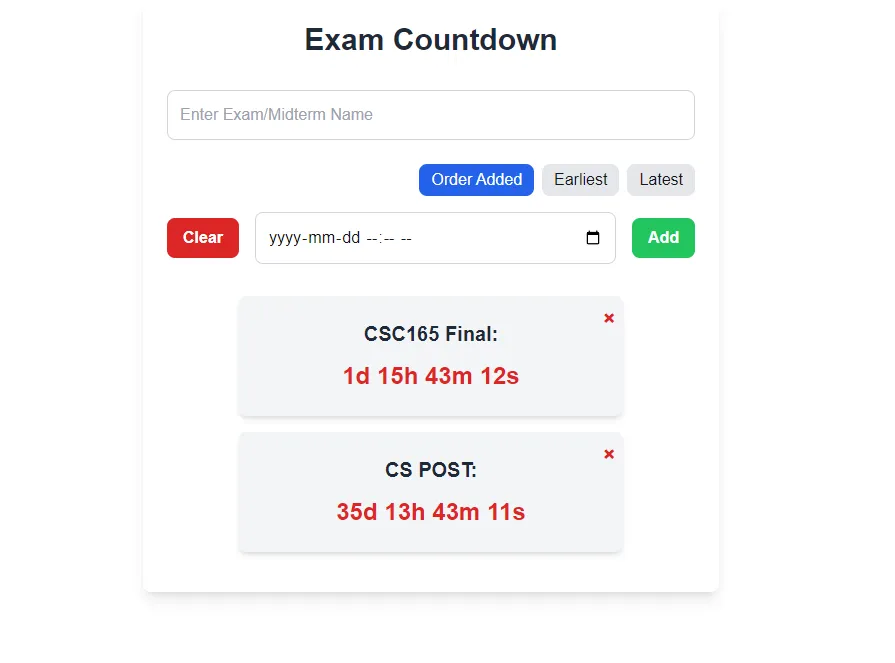 Exam Countdown
Enter Exam/Midterm Name
Order Added Earliest Latest
Clear yyyy-mm-dd --:-- -- Add
CSC165 Final: ×
1d 15h 43m 12s
CS POST: ×
35d 13h 43m 11s